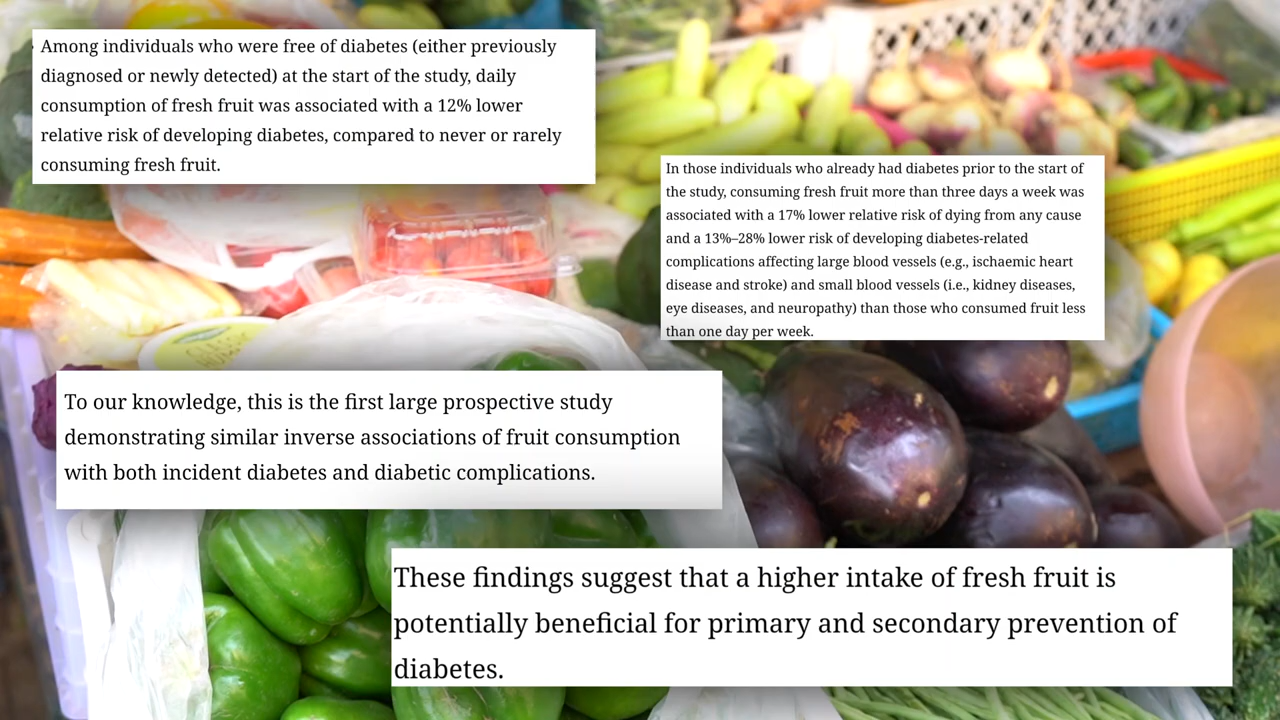 Among individuals who were free of diabetes (either previously
diagnosed or newly detected) at the start of the study, daily
consumption of fresh fruit was associated with a 12% lower
relative risk of developing diabetes, compared to never or rarely
consuming fresh fruit.
In those individuals who already had diabetes prior to the start of
the study, consuming fresh fruit more than three days a week was
associated with a 17% lower relative risk of dying from any cause
and a 13%–28% lower risk of developing diabetes-related
complications affecting large blood vessels (e.g., ischaemic heart
disease and stroke) and small blood vessels (i.e., kidney diseases,
eye diseases, and neuropathy) than those who consumed fruit less
than one day per week.
To our knowledge, this is the first large prospective study
demonstrating similar inverse associations of fruit consumption
with both incident diabetes and diabetic complications.
These findings suggest that a higher intake of fresh fruit is
potentially beneficial for primary and secondary prevention of
diabetes.